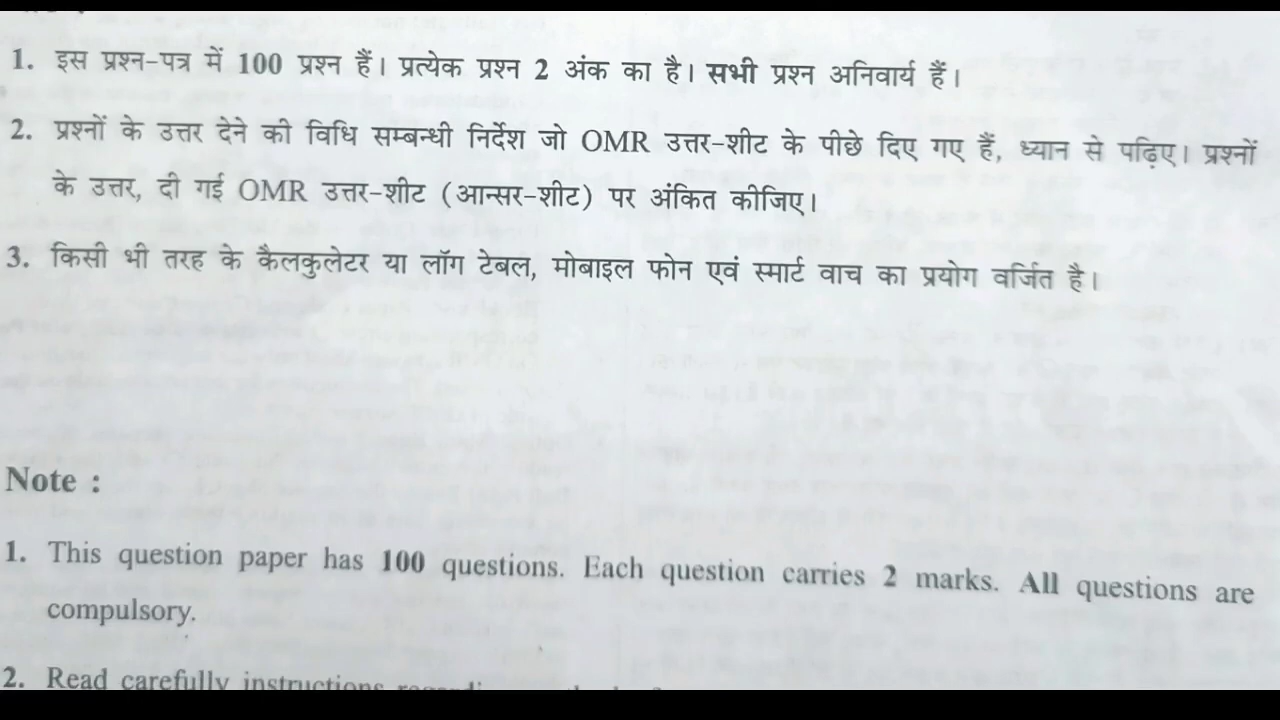 1. इस प्रश्न-पत्र में 100 प्रश्न हैं। प्रत्येक प्रश्न 2 अंक का है। सभी प्रश्न अनिवार्य हैं।
2. प्रश्नों के उत्तर देने की विधि सम्बन्धी निर्देश जो OMR उत्तर-शीट के पीछे दिए गए हैं, ध्यान से पढ़िए। प्रश्नों
के उत्तर, दी गई OMR उत्तर-शीट (आन्सर-शीट) पर अंकित कीजिए।
3. किसी भी तरह के कैलकुलेटर या लॉग टेबल, मोबाइल फोन एवं स्मार्ट वाच का प्रयोग वर्जित है।
Note :
1. This question paper has 100 questions. Each question carries 2 marks. All questions are
compulsory.
2. Read carefully instructions